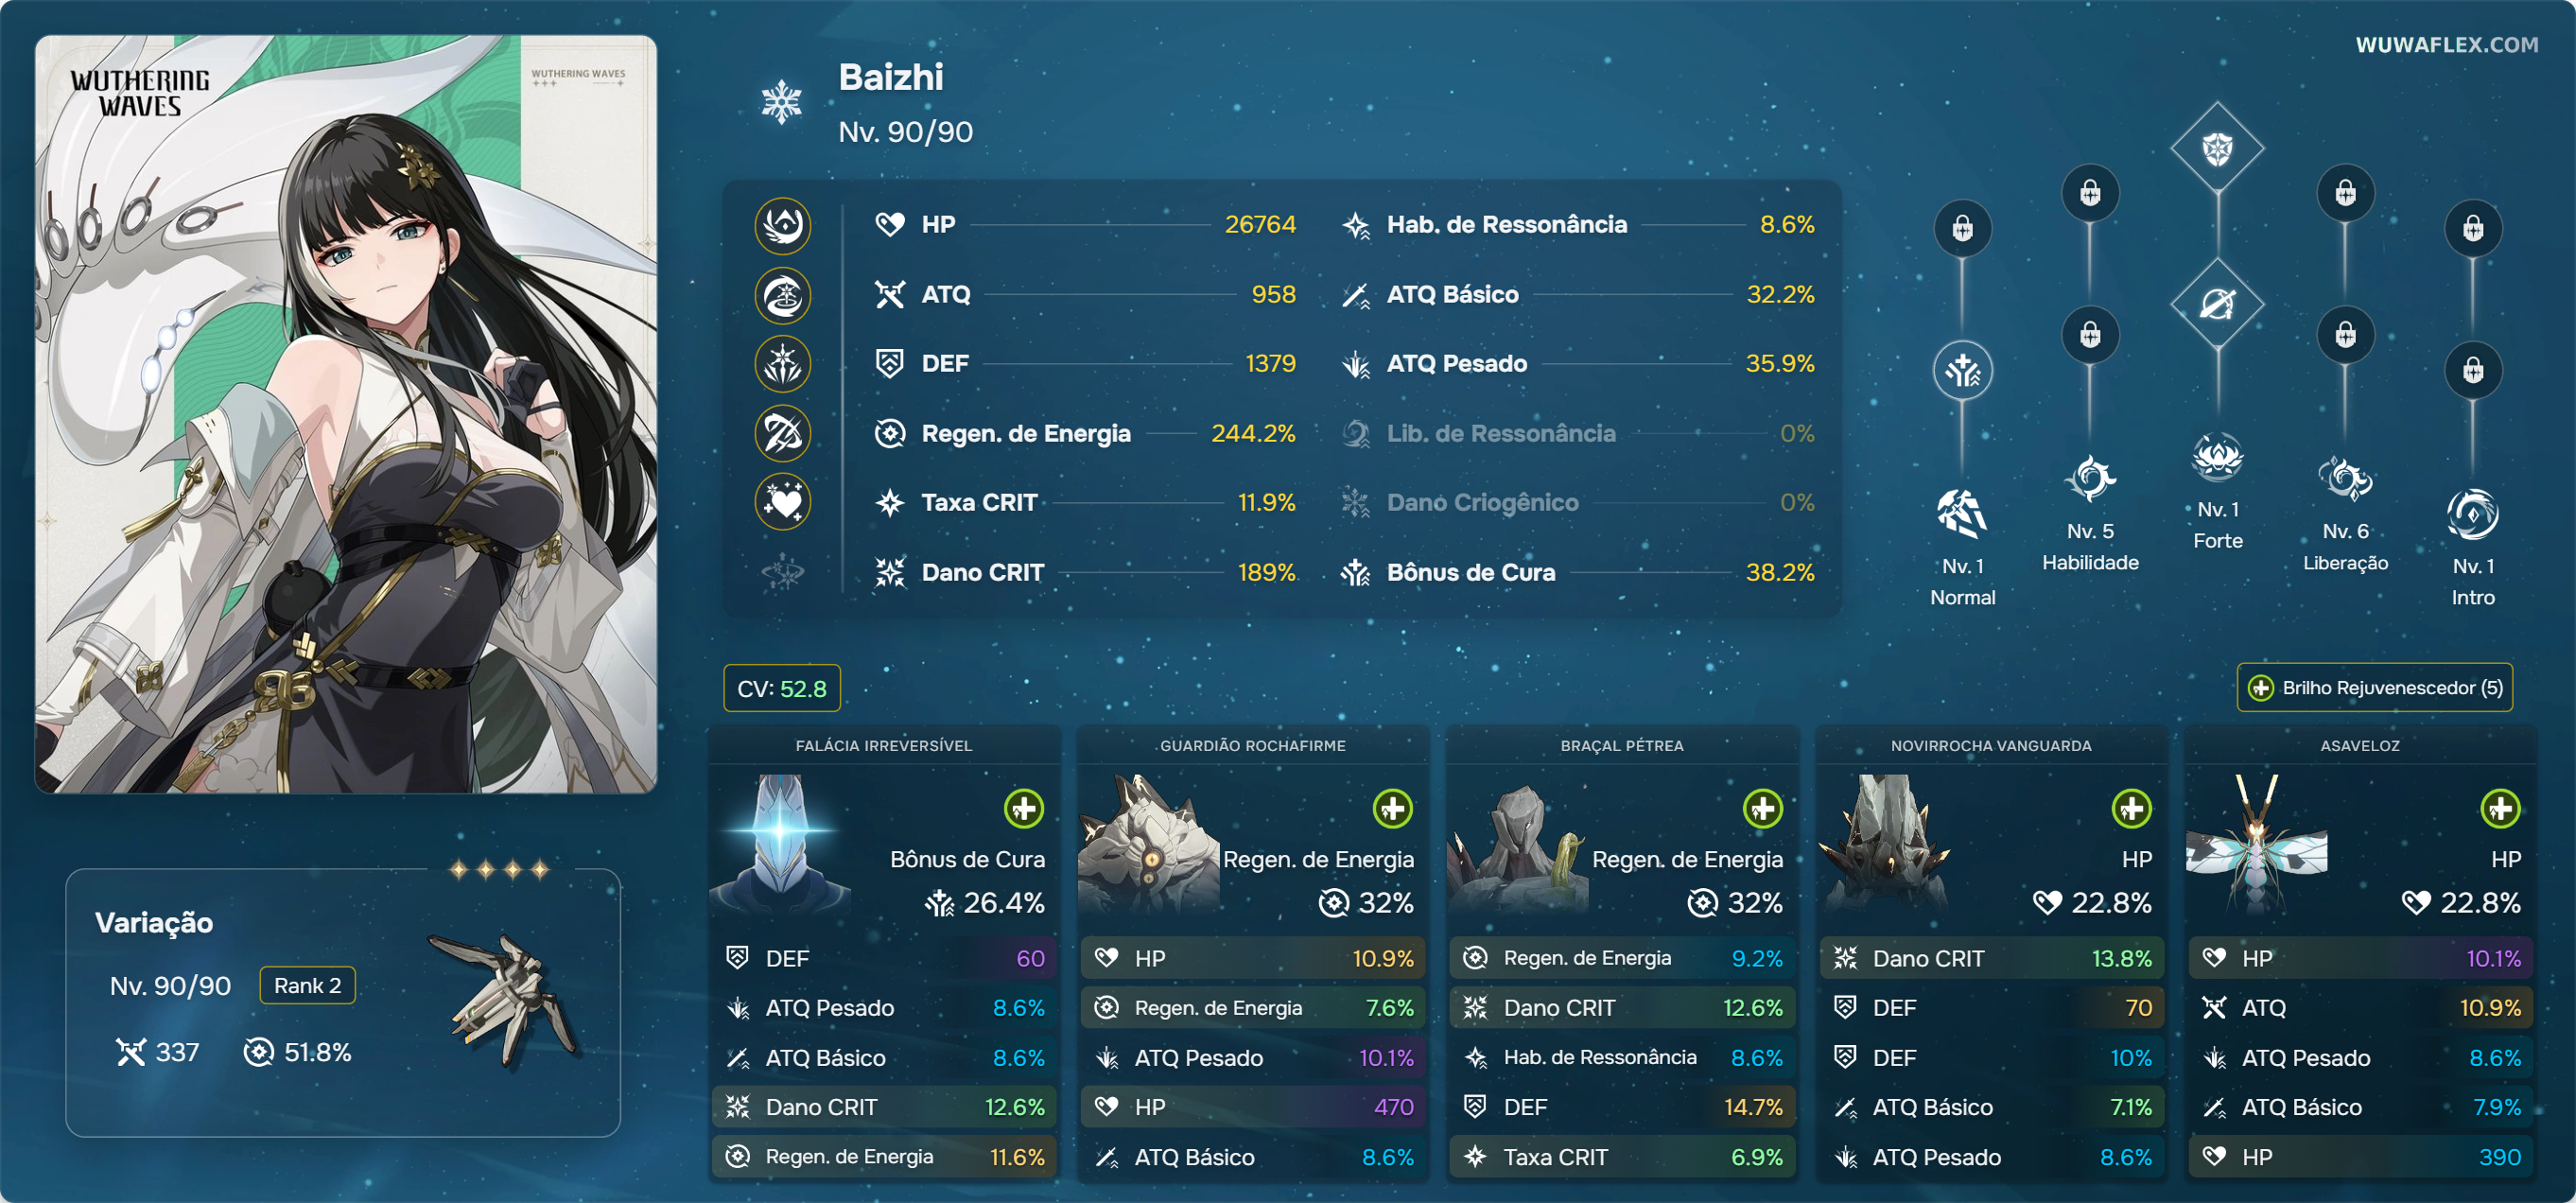 WUTHERING
WAVES
WUTHERING WAVES
Baizhi
Nv. 90/90
WUWAFLEX.COM
HP 26764
Hab. de Ressonância 8.6%
ATQ 958
ATQ Básico 32.2%
DEF 1379
ATQ Pesado 35.9%
Regen. de Energia 244.2%
Lib. de Ressonância 0%
Taxa CRIT 11.9%
Dano Criogênico 0%
Dano CRIT 189%
Bônus de Cura 38.2%
Nv. 1
Normal
Nv. 5
Habilidade
Nv. 1
Forte
Nv. 6
Liberação
Nv. 1
Intro
CV: 52.8
Brilho Rejuvenescedor (5)
Variação
Nv. 90/90
Rank 2
337
51.8%
FALÁCIA IRREVERSÍVEL
Bônus de Cura
26.4%
DEF 60
ATQ Pesado 8.6%
ATQ Básico 8.6%
Dano CRIT 12.6%
Regen. de Energia 11.6%
GUARDIÃO ROCHAFIRME
Regen. de Energia
32%
HP 10.9%
Regen. de Energia 7.6%
ATQ Pesado 10.1%
HP 470
ATQ Básico 8.6%
BRAÇAL PÉTREA
Regen. de Energia
32%
Regen. de Energia 9.2%
Dano CRIT 12.6%
Hab. de Ressonância 8.6%
DEF 14.7%
Taxa CRIT 6.9%
NOVIRROCHA VANGUARDA
HP
22.8%
Dano CRIT 13.8%
DEF 70
DEF 10%
ATQ Básico 7.1%
ATQ Pesado 8.6%
ASAVELOZ
HP
22.8%
HP 10.1%
ATQ 10.9%
ATQ Pesado 8.6%
ATQ Básico 7.9%
HP 390